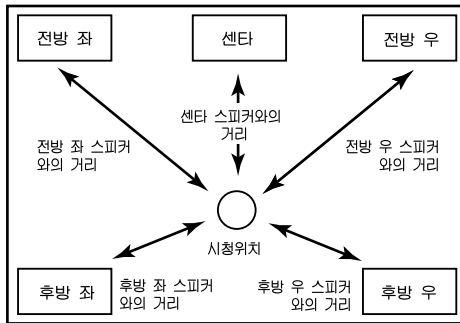 전방 좌
센타
전방 우
센타 스피커와의
거리
전방 좌 스피커
와의 거리
전방 우 스피커
와의 거리
시청위치
후방 좌
후방 좌 스피커
와의 거리
후방 우 스피커
와의 거리
후방 우